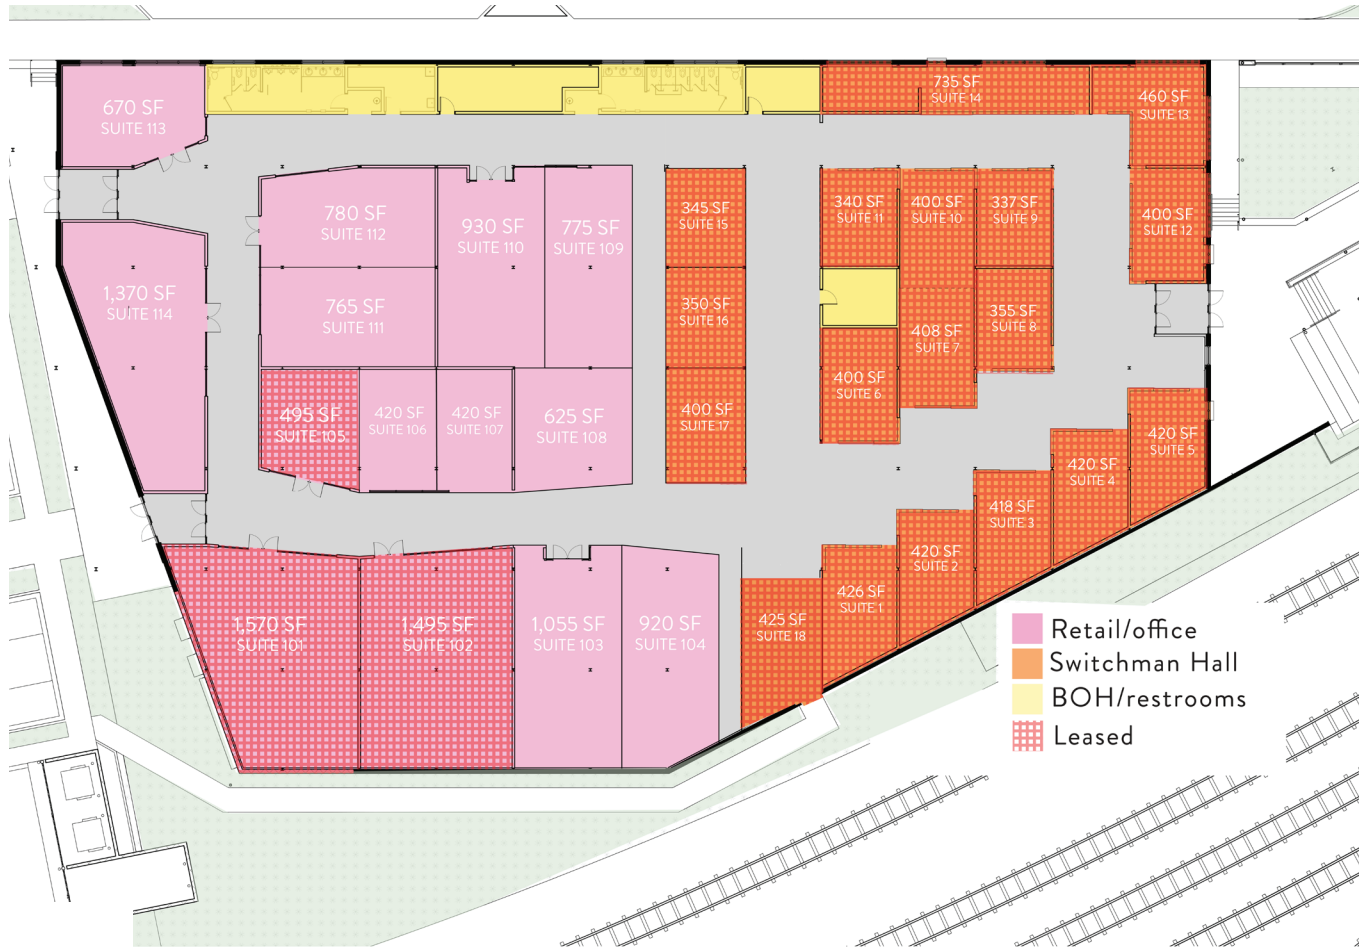 670 SF
SUITE 113
735 SF
SUITE 14
460 SF
SUITE 13
780 SF
SUITE 112
930 SF
SUITE 110
775 SF
SUITE 109
345 SF
SUITE 15
340 SF
SUITE 11
400 SF
SUITE 10
337 SF
SUITE 9
400 SF
SUITE 12
1,370 SF
SUITE 114
765 SF
SUITE 111
350 SF
SUITE 16
408 SF
SUITE 7
355 SF
SUITE 8
495 SF
SUITE 105
420 SF
SUITE 106
420 SF
SUITE 107
625 SF
SUITE 108
400 SF
SUITE 17
400 SF
SUITE 6
420 SF
SUITE 5
420 SF
SUITE 4
418 SF
SUITE 3
420 SF
SUITE 2
426 SF
SUITE 1
425 SF
SUITE 18
1,570 SF
SUITE 101
1,495 SF
SUITE 102
1,055 SF
SUITE 103
920 SF
SUITE 104
Retail/office
Switchman Hall
BOH/restrooms
Leased